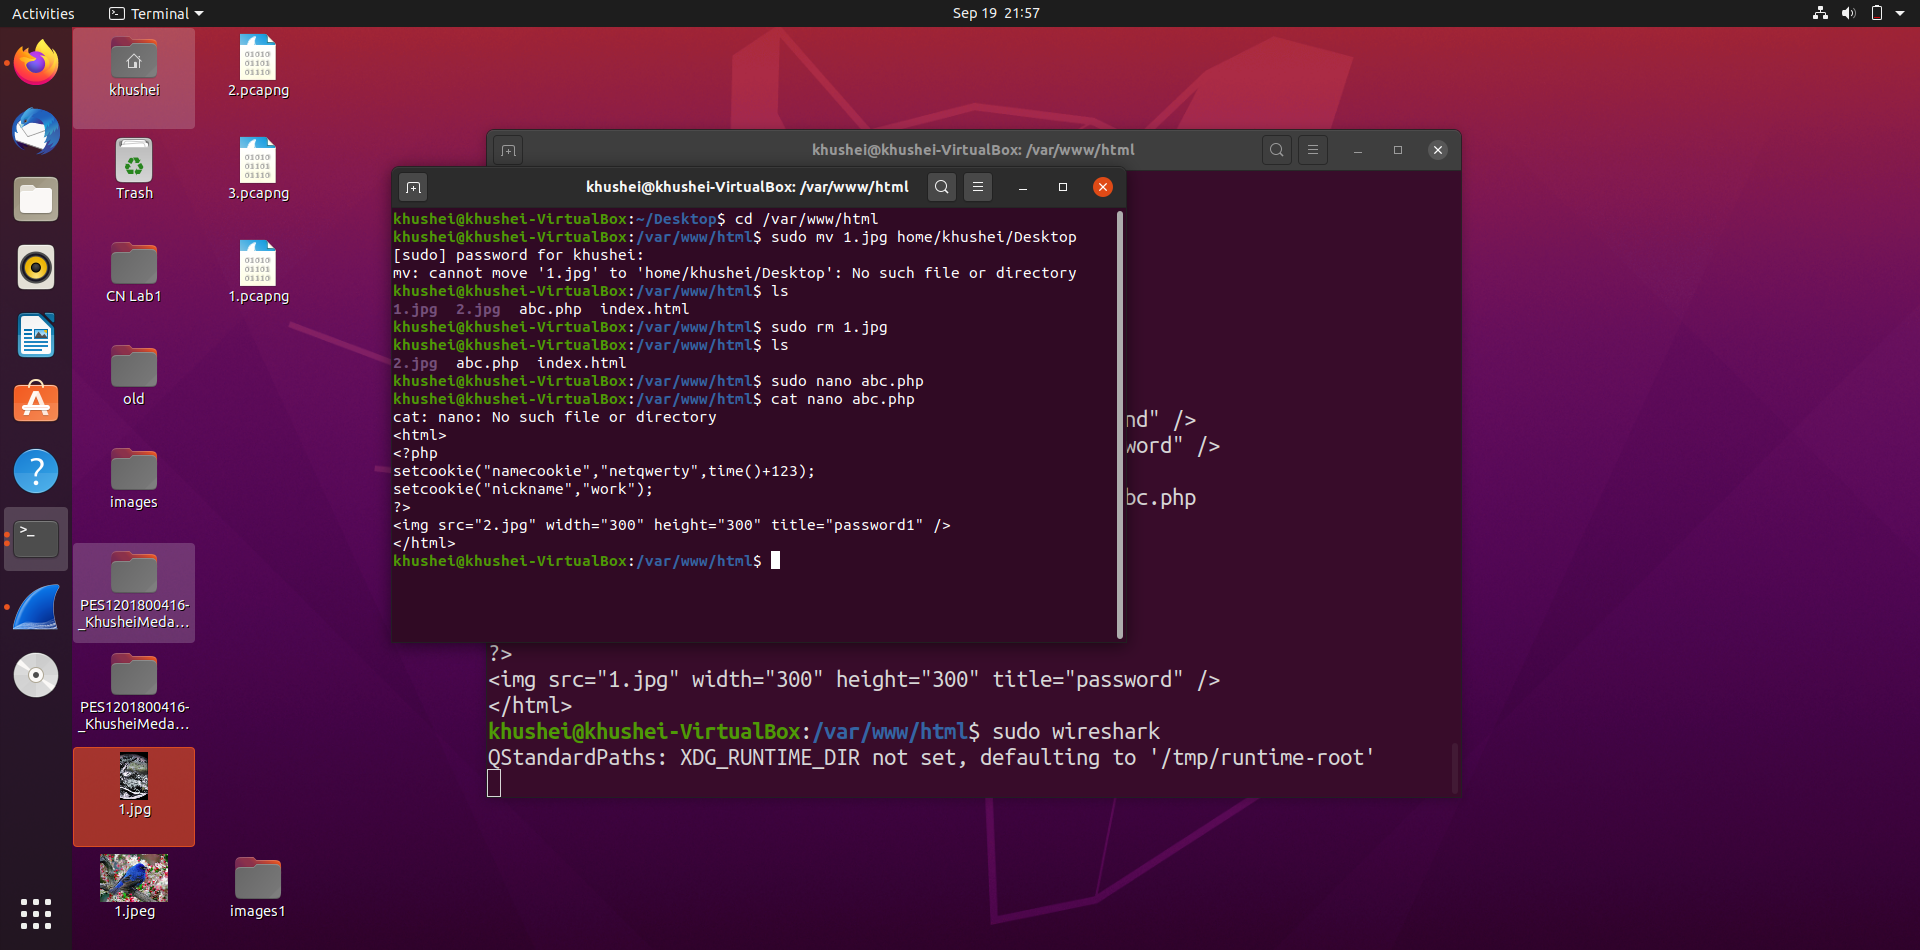 Activities
Terminal
Sep 19 21:57
khushei
2.pcapng
Trash
3.pcapng
CN Lab1
1.pcapng
old
images
PES1201800416-
_KhusheiMeda...
PES1201800416-
_KhusheiMeda...
1.jpg
1.jpeg
images1
khushei@khushei-VirtualBox: /var/www/html
khushei@khushei-VirtualBox: /var/www/html
khushei@khushei-VirtualBox:~/Desktop$ cd /var/www/html
khushei@khushei-VirtualBox:/var/www/html$ sudo mv 1.jpg home/khushei/Desktop
[sudo] password for khushei:
mv: cannot move '1.jpg' to 'home/khushei/Desktop': No such file or directory
khushei@khushei-VirtualBox:/var/www/html$ ls
1.jpg  2.jpg  abc.php  index.html
khushei@khushei-VirtualBox:/var/www/html$ sudo rm 1.jpg
khushei@khushei-VirtualBox:/var/www/html$ ls
2.jpg  abc.php  index.html
khushei@khushei-VirtualBox:/var/www/html$ sudo nano abc.php
khushei@khushei-VirtualBox:/var/www/html$ cat nano abc.php
cat: nano: No such file or directory
<html>
<?php
setcookie("namecookie","netqwerty",time()+123);
setcookie("nickname","work");
?>
<img src="2.jpg" width="300" height="300" title="password1" />
</html>
khushei@khushei-VirtualBox:/var/www/html$
nd" />
word" />
bc.php
?>
<img src="1.jpg" width="300" height="300" title="password" />
</html>
khushei@khushei-VirtualBox:/var/www/html$ sudo wireshark
QStandardPaths: XDG_RUNTIME_DIR not set, defaulting to '/tmp/runtime-root'